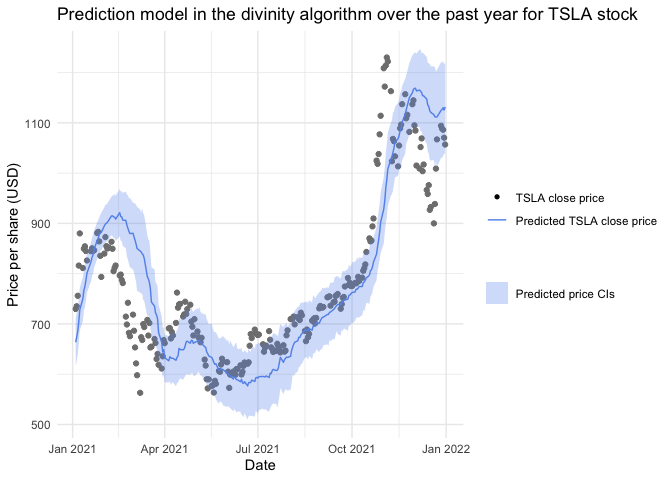 Prediction model in the divinity algorithm over the past year for TSLA stock
1100
900
700
500
Price per share (USD)
Jan 2021
Apr 2021
Jul 2021
Oct 2021
Jan 2022
Date
TSLA close price
Predicted TSLA close price
Predicted price CIs